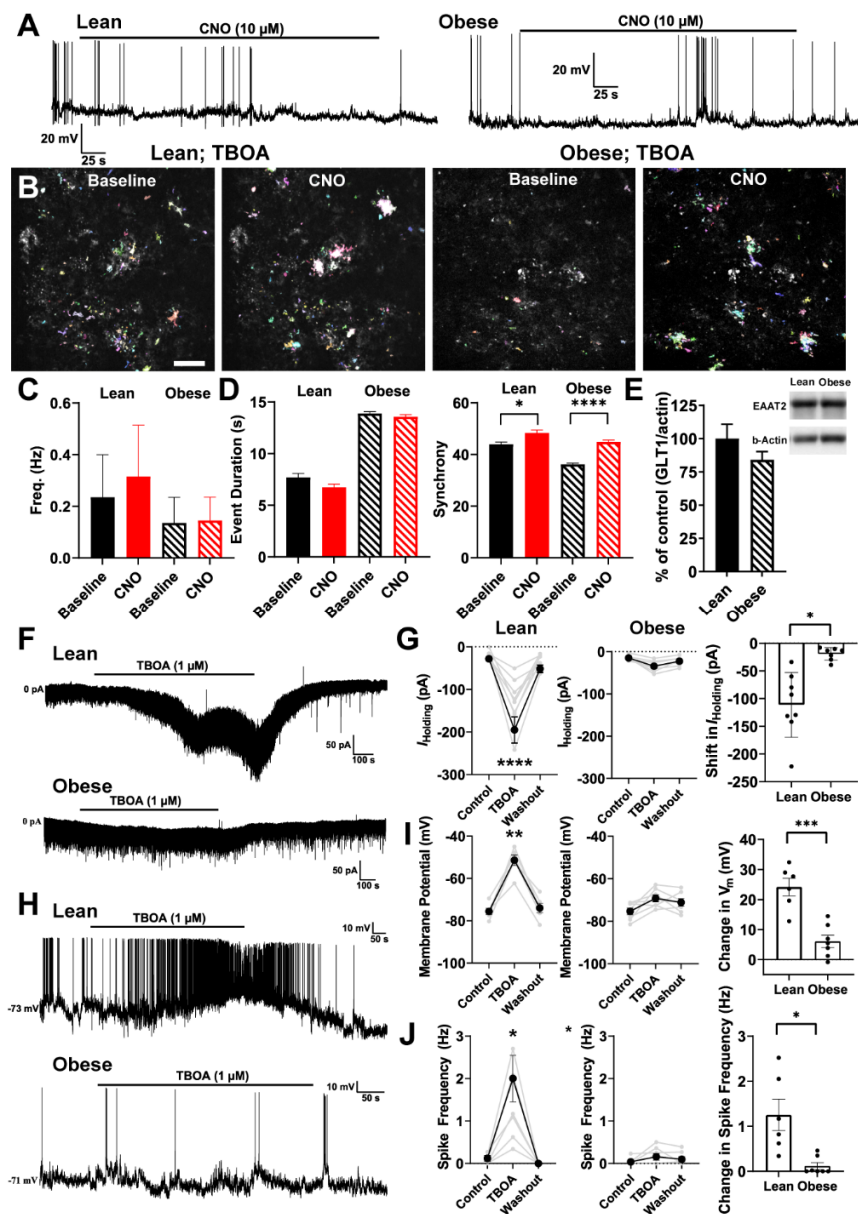 A
Lean
CNO (10 µM)
20 mV
25 s
Obese
CNO (10 µM)
20 mV
25 s
Lean; TBOA
Obese; TBOA
B
Baseline
CNO
Baseline
CNO
C
Lean
Obese
Freq. (Hz)
0.6
0.4
0.2
0.0
Baseline
CNO
Baseline
CNO
D
Lean
Obese
Event Duration (s)
15
10
5
0
Baseline
CNO
Baseline
CNO
Lean
Obese
*
****
Synchrony
60
40
20
0
Baseline
CNO
Baseline
CNO
E
Lean Obese
EAAT2
b-Actin
% of control (GLT1/actin)
125
100
75
50
25
0
Lean
Obese
F
Lean
TBOA (1 µM)
0 pA
50 pA
100 s
Obese
TBOA (1 µM)
0 pA
50 pA
100 s
G
Lean
Obese
IHolding (pA)
0
-100
-200
-300
****
Control
TBOA
Washout
IHolding (pA)
0
-100
-200
-300
Control
TBOA
Washout
*
Shift in IHolding (pA)
0
-50
-100
-150
-200
-250
Lean Obese
H
Lean
TBOA (1 µM)
10 mV
50 s
-73 mV
Obese
TBOA (1 µM)
10 mV
50 s
-71 mV
I
Membrane Potential (mV)
-40
-60
-80
-100
**
Control
TBOA
Washout
Membrane Potential (mV)
-40
-60
-80
-100
Control
TBOA
Washout
***
Change in Vm (mV)
40
30
20
10
0
Lean Obese
J
Spike Frequency (Hz)
3
2
1
0
*
Control
TBOA
Washout
*
Spike Frequency (Hz)
3
2
1
0
Control
TBOA
Washout
*
Change in Spike Frequency (Hz)
3
2
1
0
Lean Obese